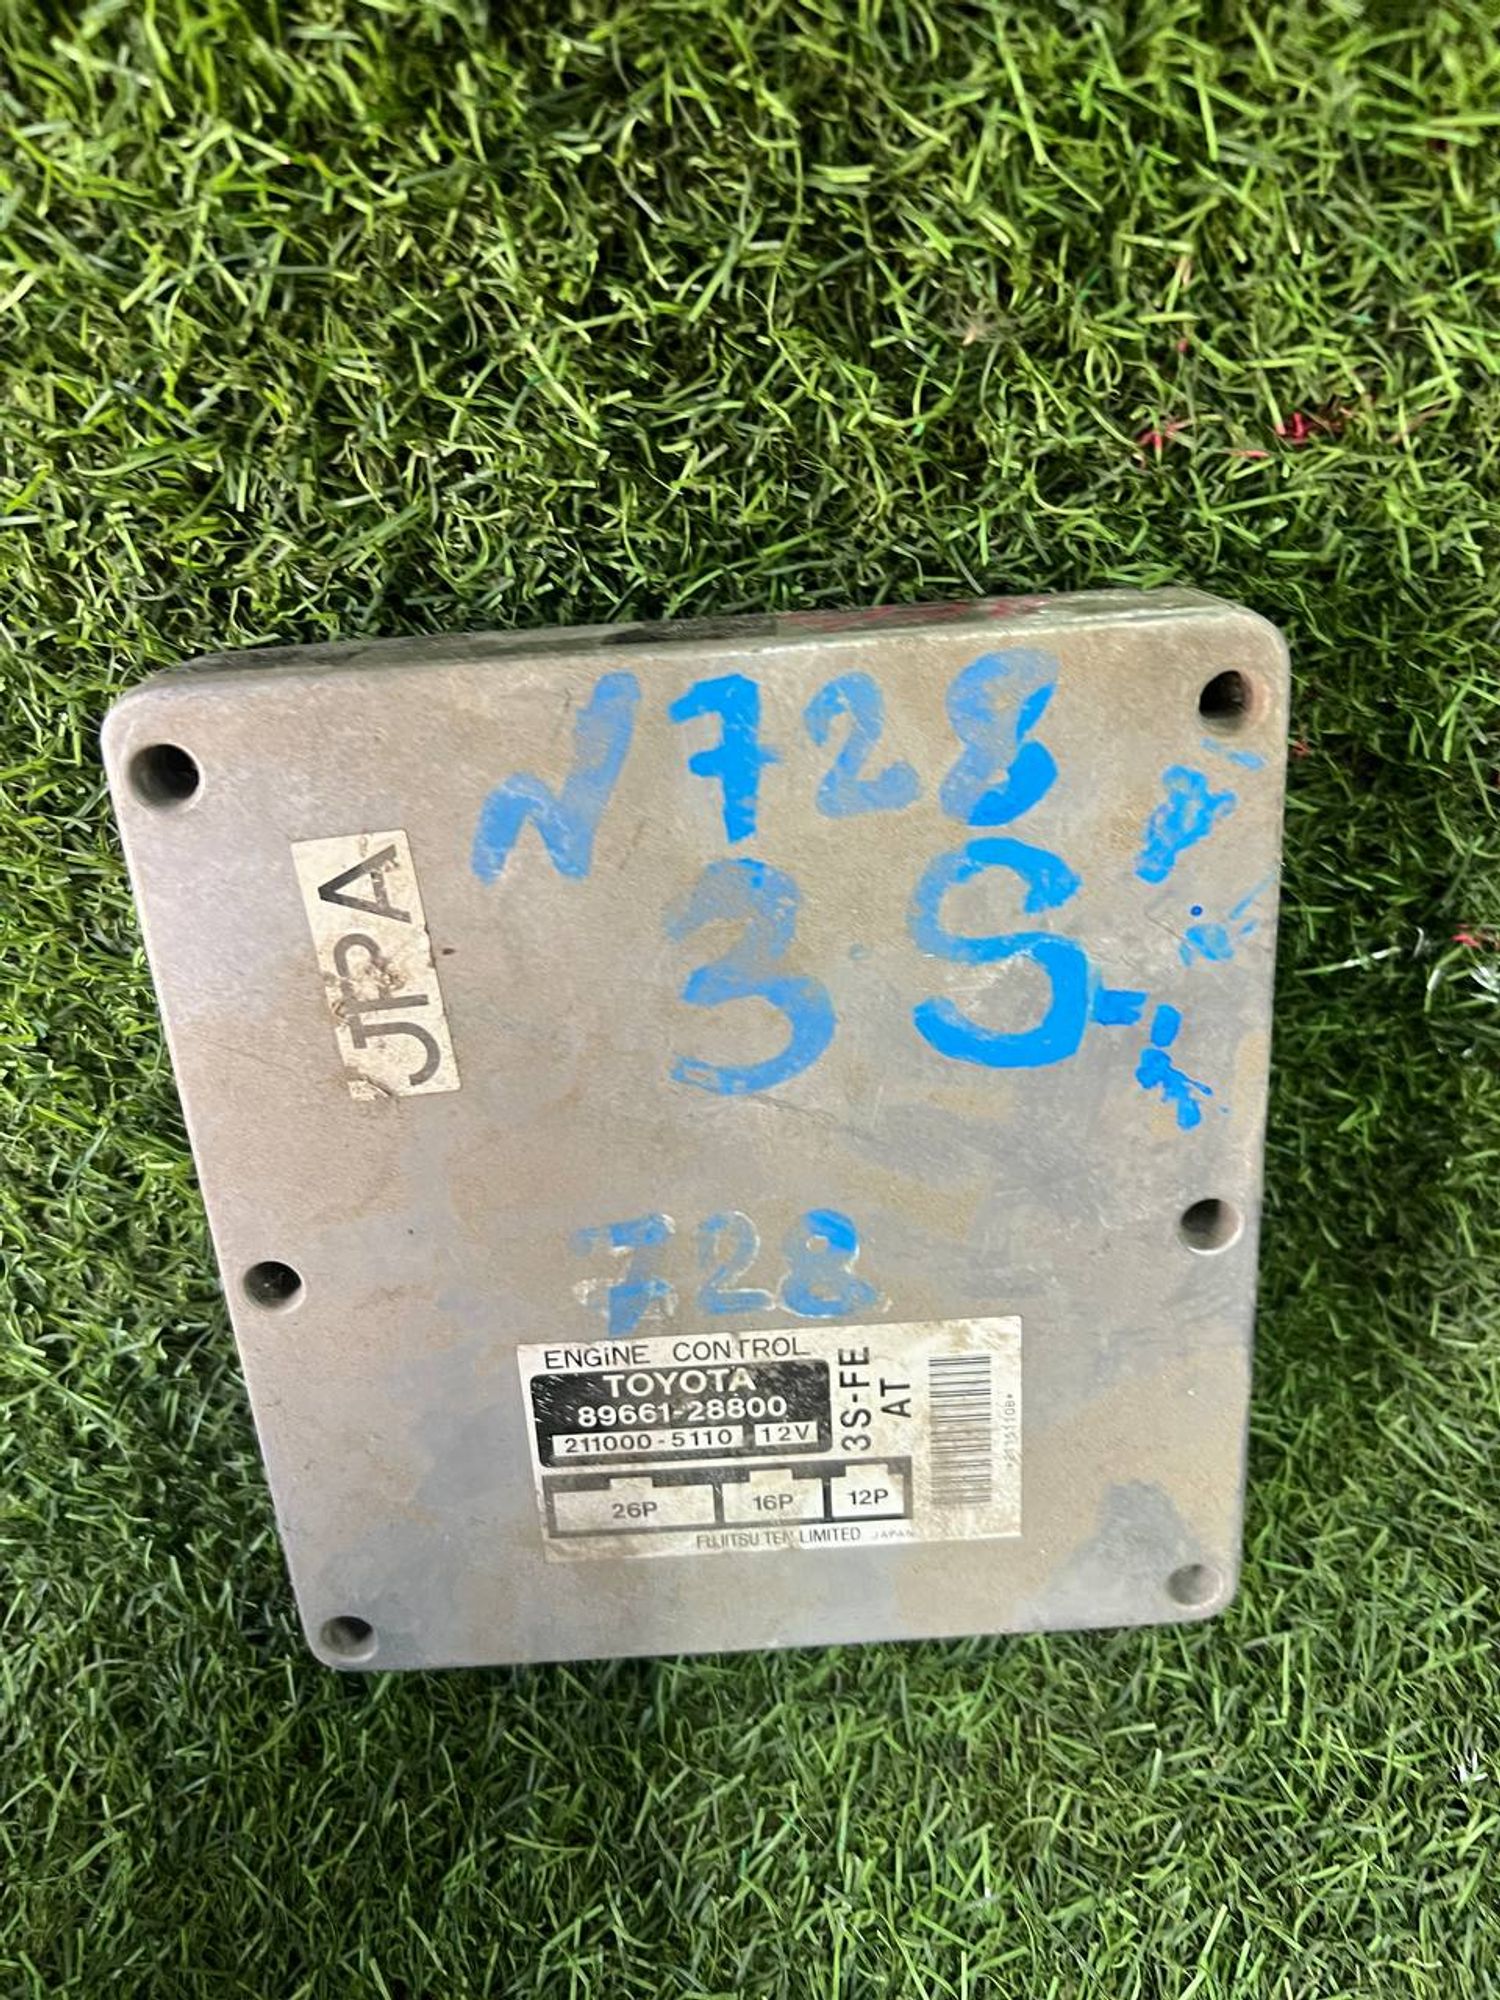 N728
3S-
JPA
728
ENGINE CONTROL
TOYOTA
89661-28800
211000-5110 12V
3S-FE
AT
26P 16P 12P
FUJITSU TEN LIMITED JAPAN